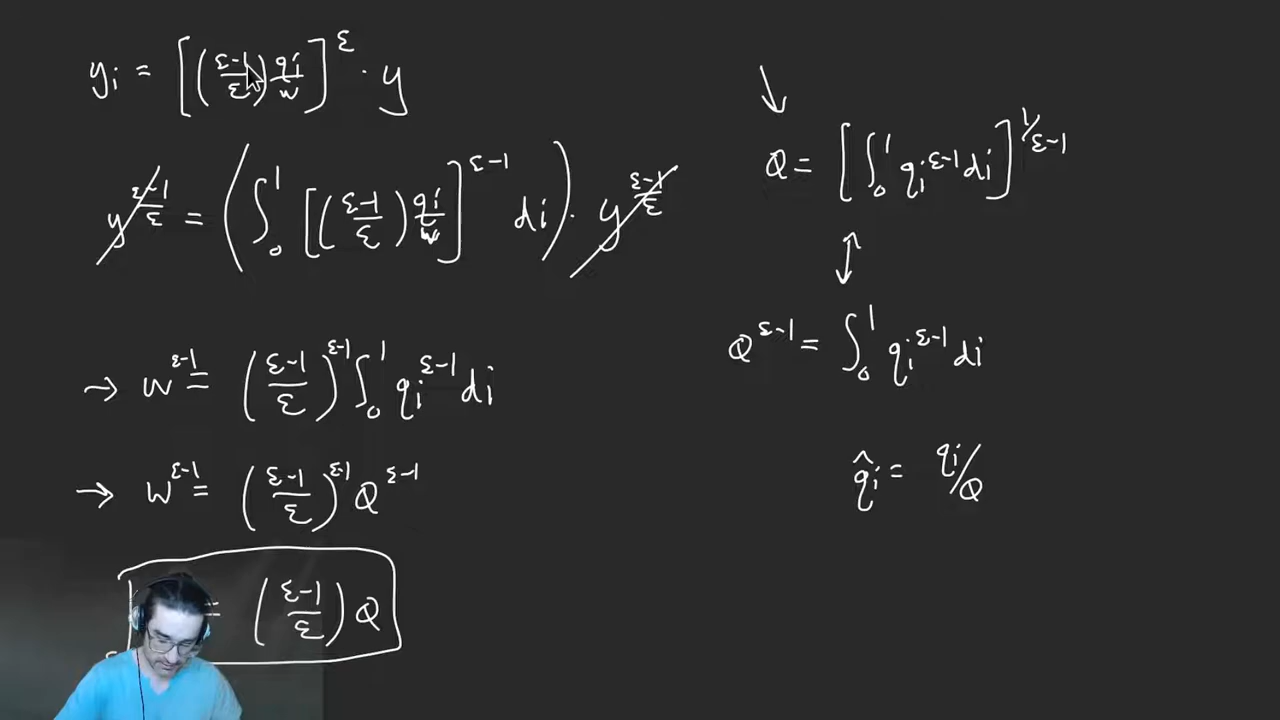 yᵢ = [((ε-1)/ε) qᵢ/w]^ε · y
y^((ε-1)/ε) = (∫₀¹ [((ε-1)/ε) qᵢ/w]^(ε-1) di) · y^((ε-1)/ε)
→ w^(ε-1) = ((ε-1)/ε)^(ε-1) ∫₀¹ qᵢ^(ε-1) di
→ w^(ε-1) = ((ε-1)/ε)^(ε-1) Q^(ε-1)
= ((ε-1)/ε) Q
↓
Q = [∫₀¹ qᵢ^(ε-1) di]^(1/ε-1)
↕
Q^(ε-1) = ∫₀¹ qᵢ^(ε-1) di
q̂ᵢ = qᵢ/Q